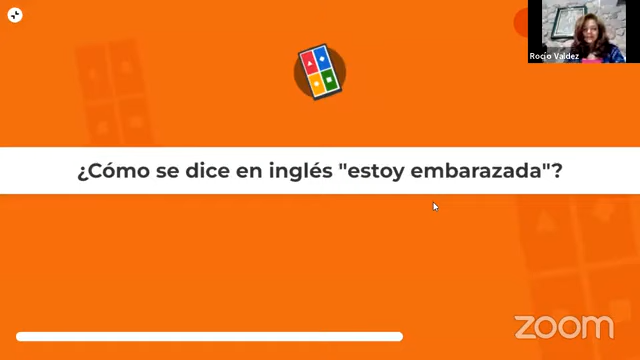 Rocio Valdez
¿Cómo se dice en inglés "estoy embarazada"?
zoom